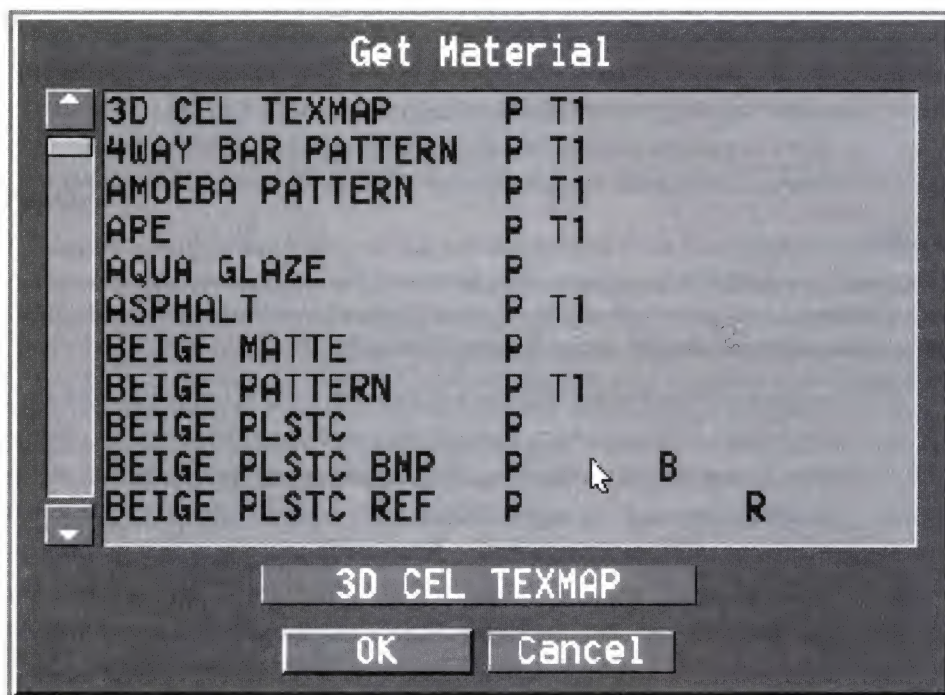 Get Material
3D CEL TEXMAP P T1
4WAY BAR PATTERN P T1
AMOEBA PATTERN P T1
APE P T1
AQUA GLAZE P
ASPHALT P T1
BEIGE MATTE P
BEIGE PATTERN P T1
BEIGE PLSTC P
BEIGE PLSTC BMP P B
BEIGE PLSTC REF P R
3D CEL TEXMAP
OK
Cancel